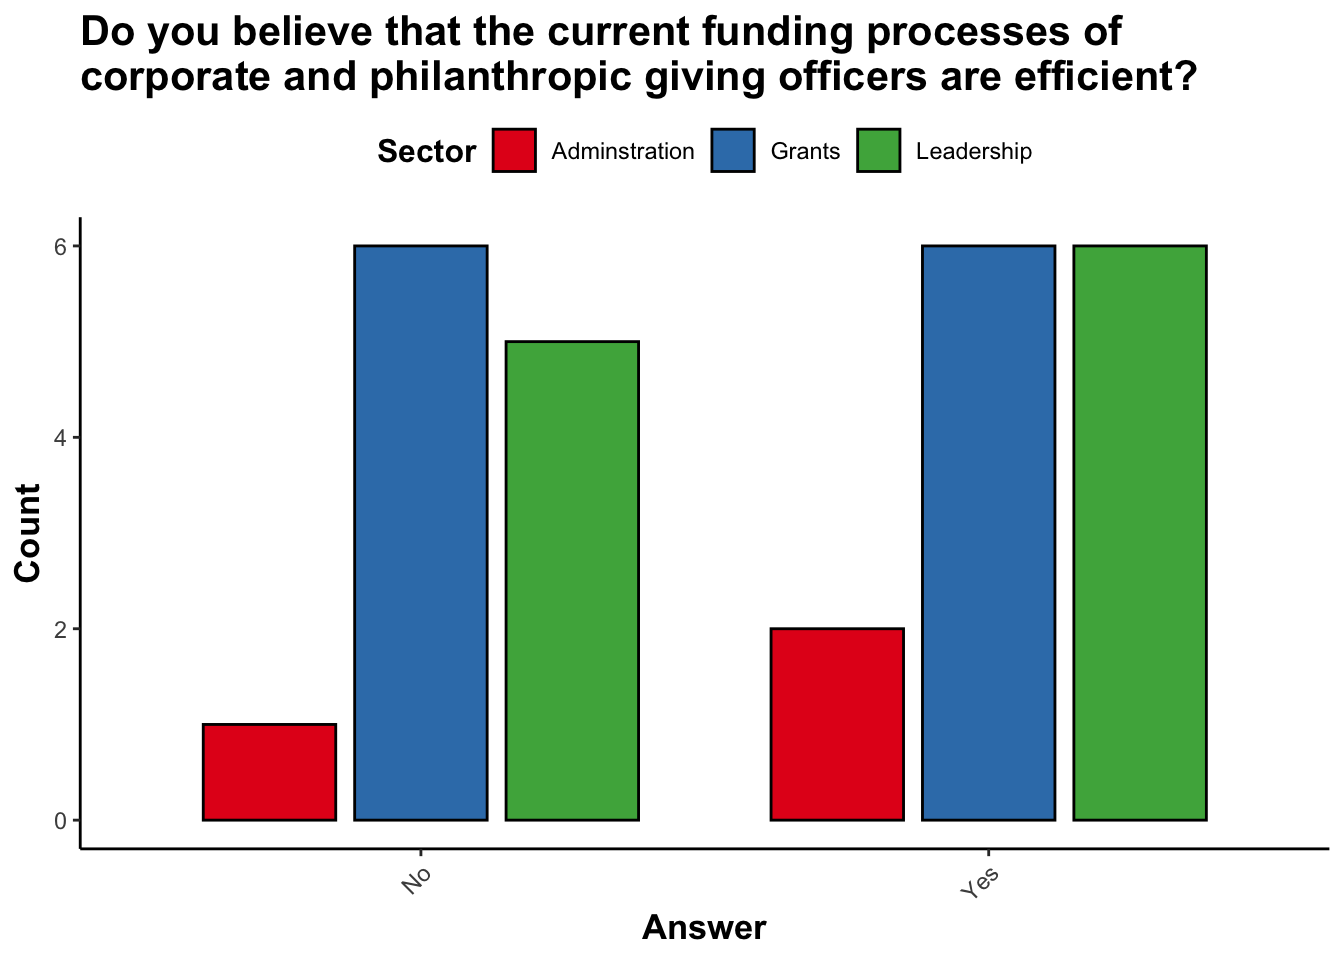 Do you believe that the current funding processes of
corporate and philanthropic giving officers are efficient?
Sector Adminstration Grants Leadership
6
4
2
0
Count
No Yes
Answer